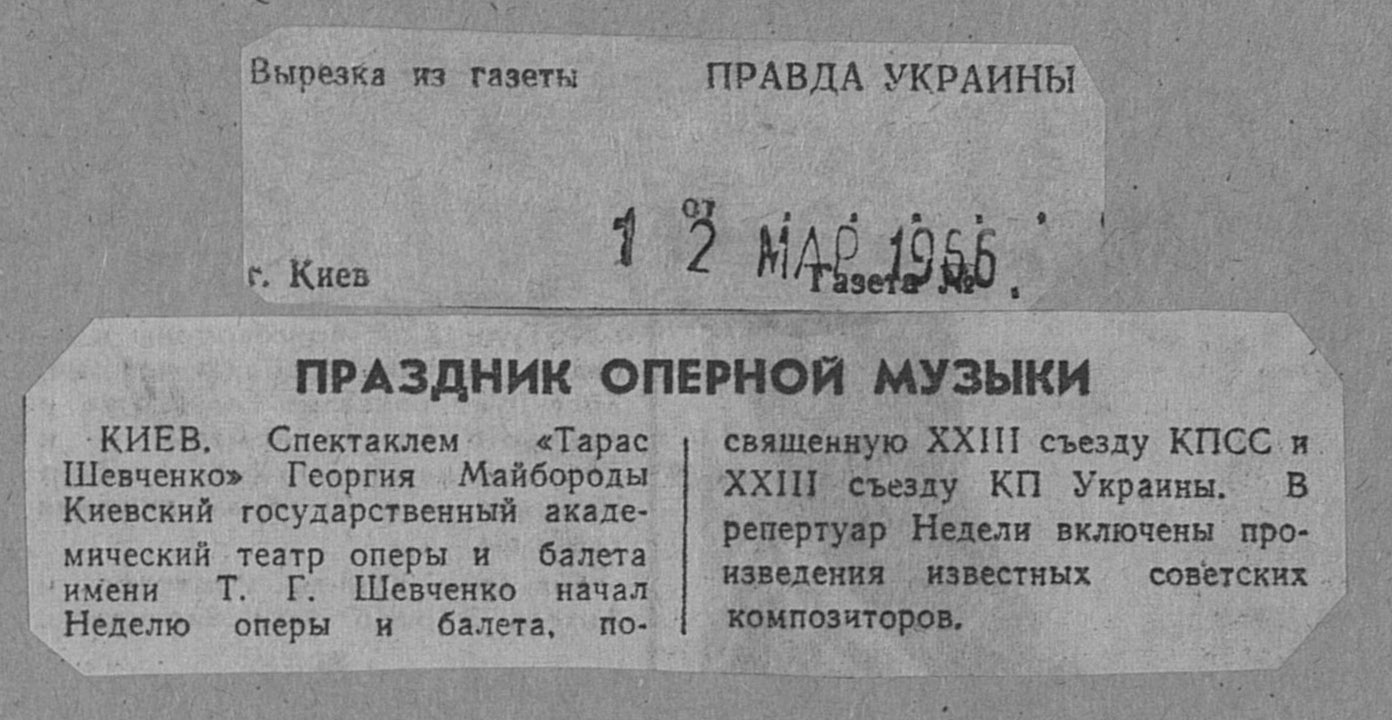 Вырезка из газеты ПРАВДА УКРАИНЫ
от
1 2 МАР. 1966
г. Киев Газета №
ПРАЗДНИК ОПЕРНОЙ МУЗЫКИ
КИЕВ. Спектаклем «Тарас
Шевченко» Георгия Майбороды
Киевский государственный акаде-
мический театр оперы и балета
имени Т. Г. Шевченко начал
Неделю оперы и балета, по-
священную XXIII съезду КПСС и
XXIII съезду КП Украины. В
репертуар Недели включены про-
изведения известных советских
композиторов.